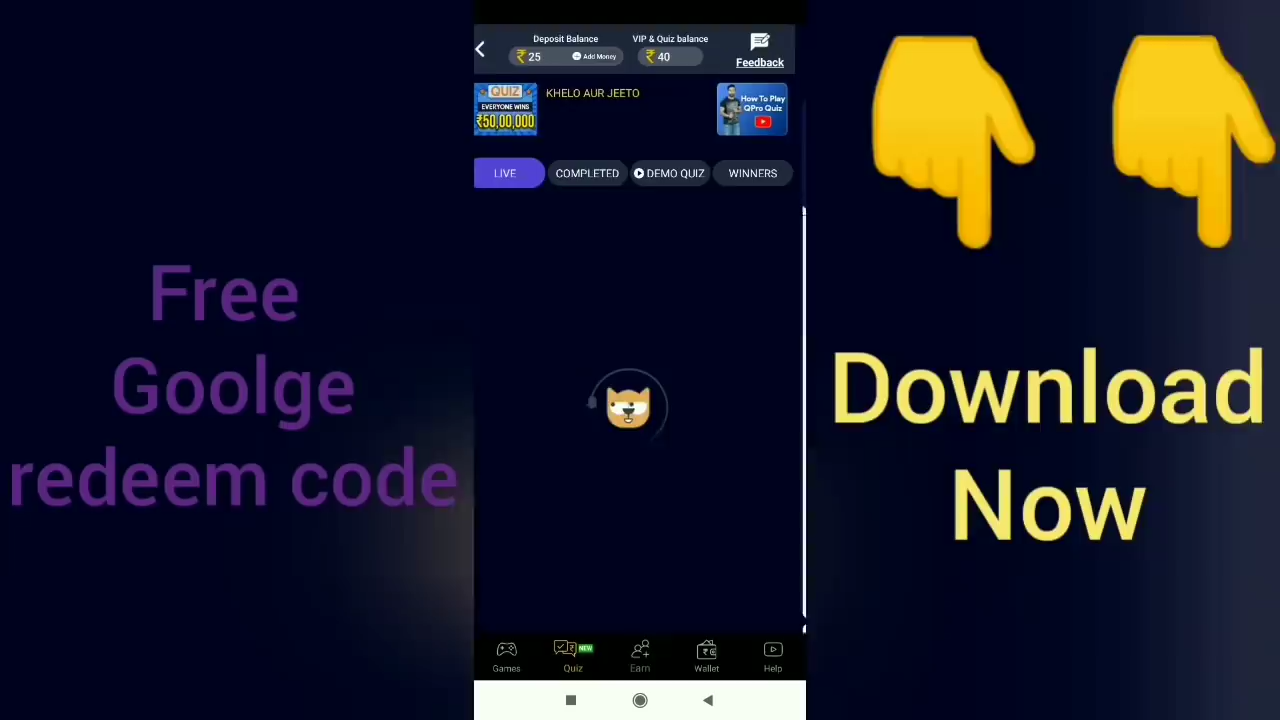 Deposit Balance
VIP & Quiz balance
₹ 25
Add Money
₹ 40
Feedback
QUIZ
EVERYONE WINS
₹50,00,000
KHELO AUR JEETO
How To Play
QPro Quiz
LIVE
COMPLETED
DEMO QUIZ
WINNERS
Free
Goolge
redeem code
Download
Now
Games
Quiz
NEW
Earn
Wallet
Help